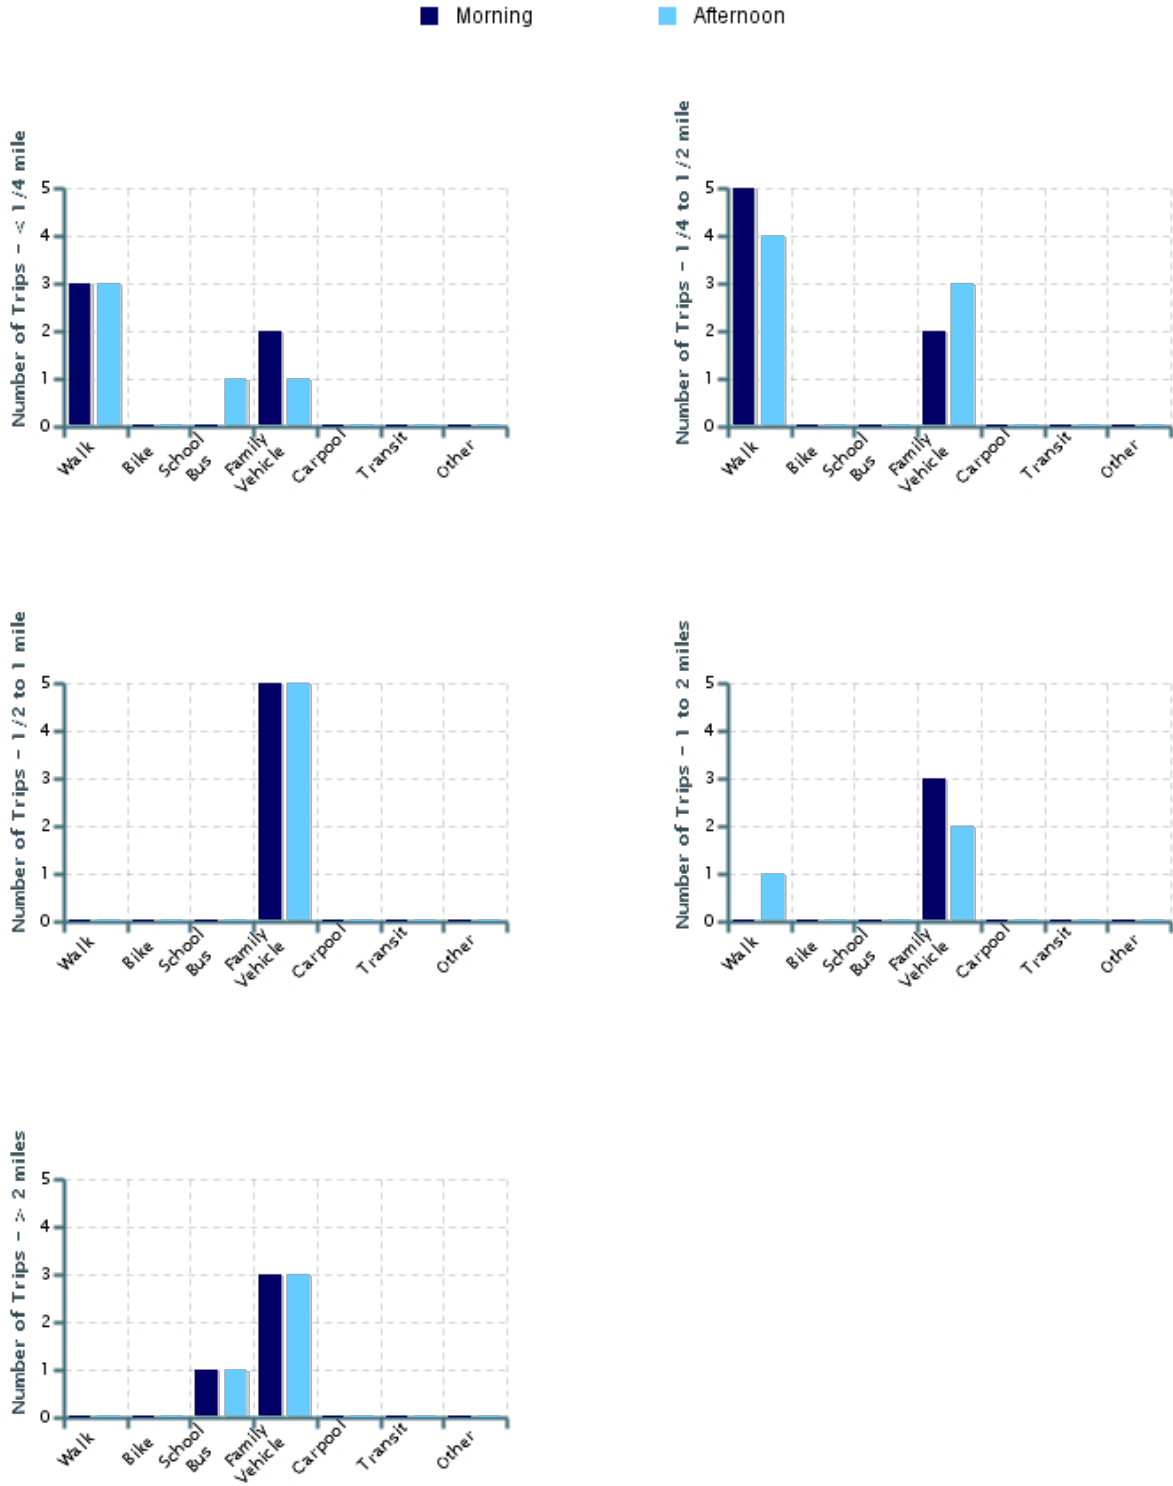 Morning Afternoon
Number of Trips - < 1/4 mile
5
4
3
2
1
0
Walk
Bike
School
Bus
Family
Vehicle
Carpool
Transit
Other
Number of Trips - 1/4 to 1/2 mile
5
4
3
2
1
0
Walk
Bike
School
Bus
Family
Vehicle
Carpool
Transit
Other
Number of Trips - 1/2 to 1 mile
5
4
3
2
1
0
Walk
Bike
School
Bus
Family
Vehicle
Carpool
Transit
Other
Number of Trips - 1 to 2 miles
5
4
3
2
1
0
Walk
Bike
School
Bus
Family
Vehicle
Carpool
Transit
Other
Number of Trips - > 2 miles
5
4
3
2
1
0
Walk
Bike
School
Bus
Family
Vehicle
Carpool
Transit
Other